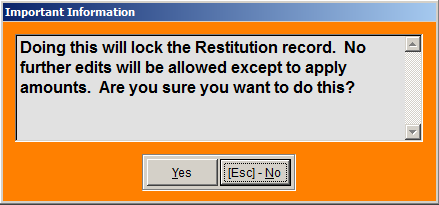 Important Information
Doing this will lock the Restitution record.  No
further edits will be allowed except to apply
amounts.  Are you sure you want to do this?
Yes
[Esc] - No